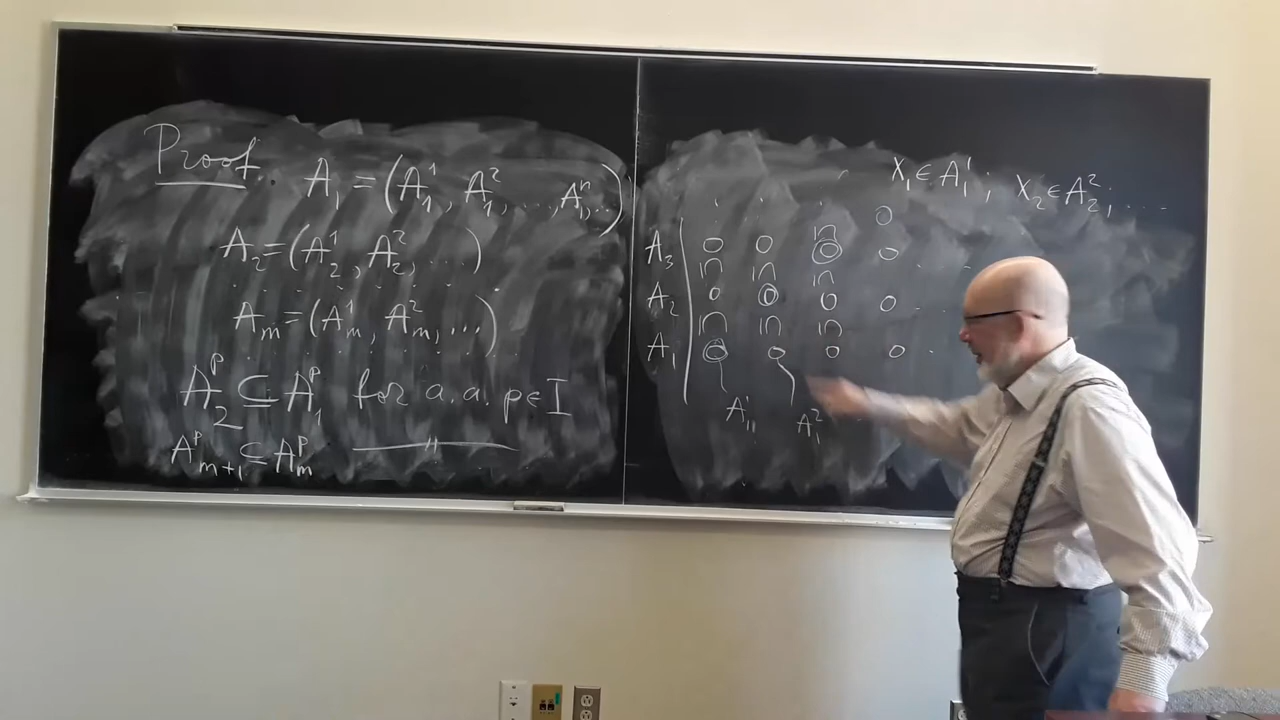 Proof. A₁ = (A₁¹, A₁², ..., A₁ⁿ, ..)
A₂ = (A₂¹, A₂², ...)
. . . . . . .
Aₘ = (Aₘ¹, Aₘ², ...)
. . . . . .
A₂ᵖ ⊆ A₁ᵖ for a.a. p ∈ I
Aₘ₊₁ᵖ ⊆ Aₘᵖ —〃—
X₁ ∈ A₁¹ ; X₂ ∈ A₂² ; ....
A₃
A₂
A₁
A₁¹
A₁²